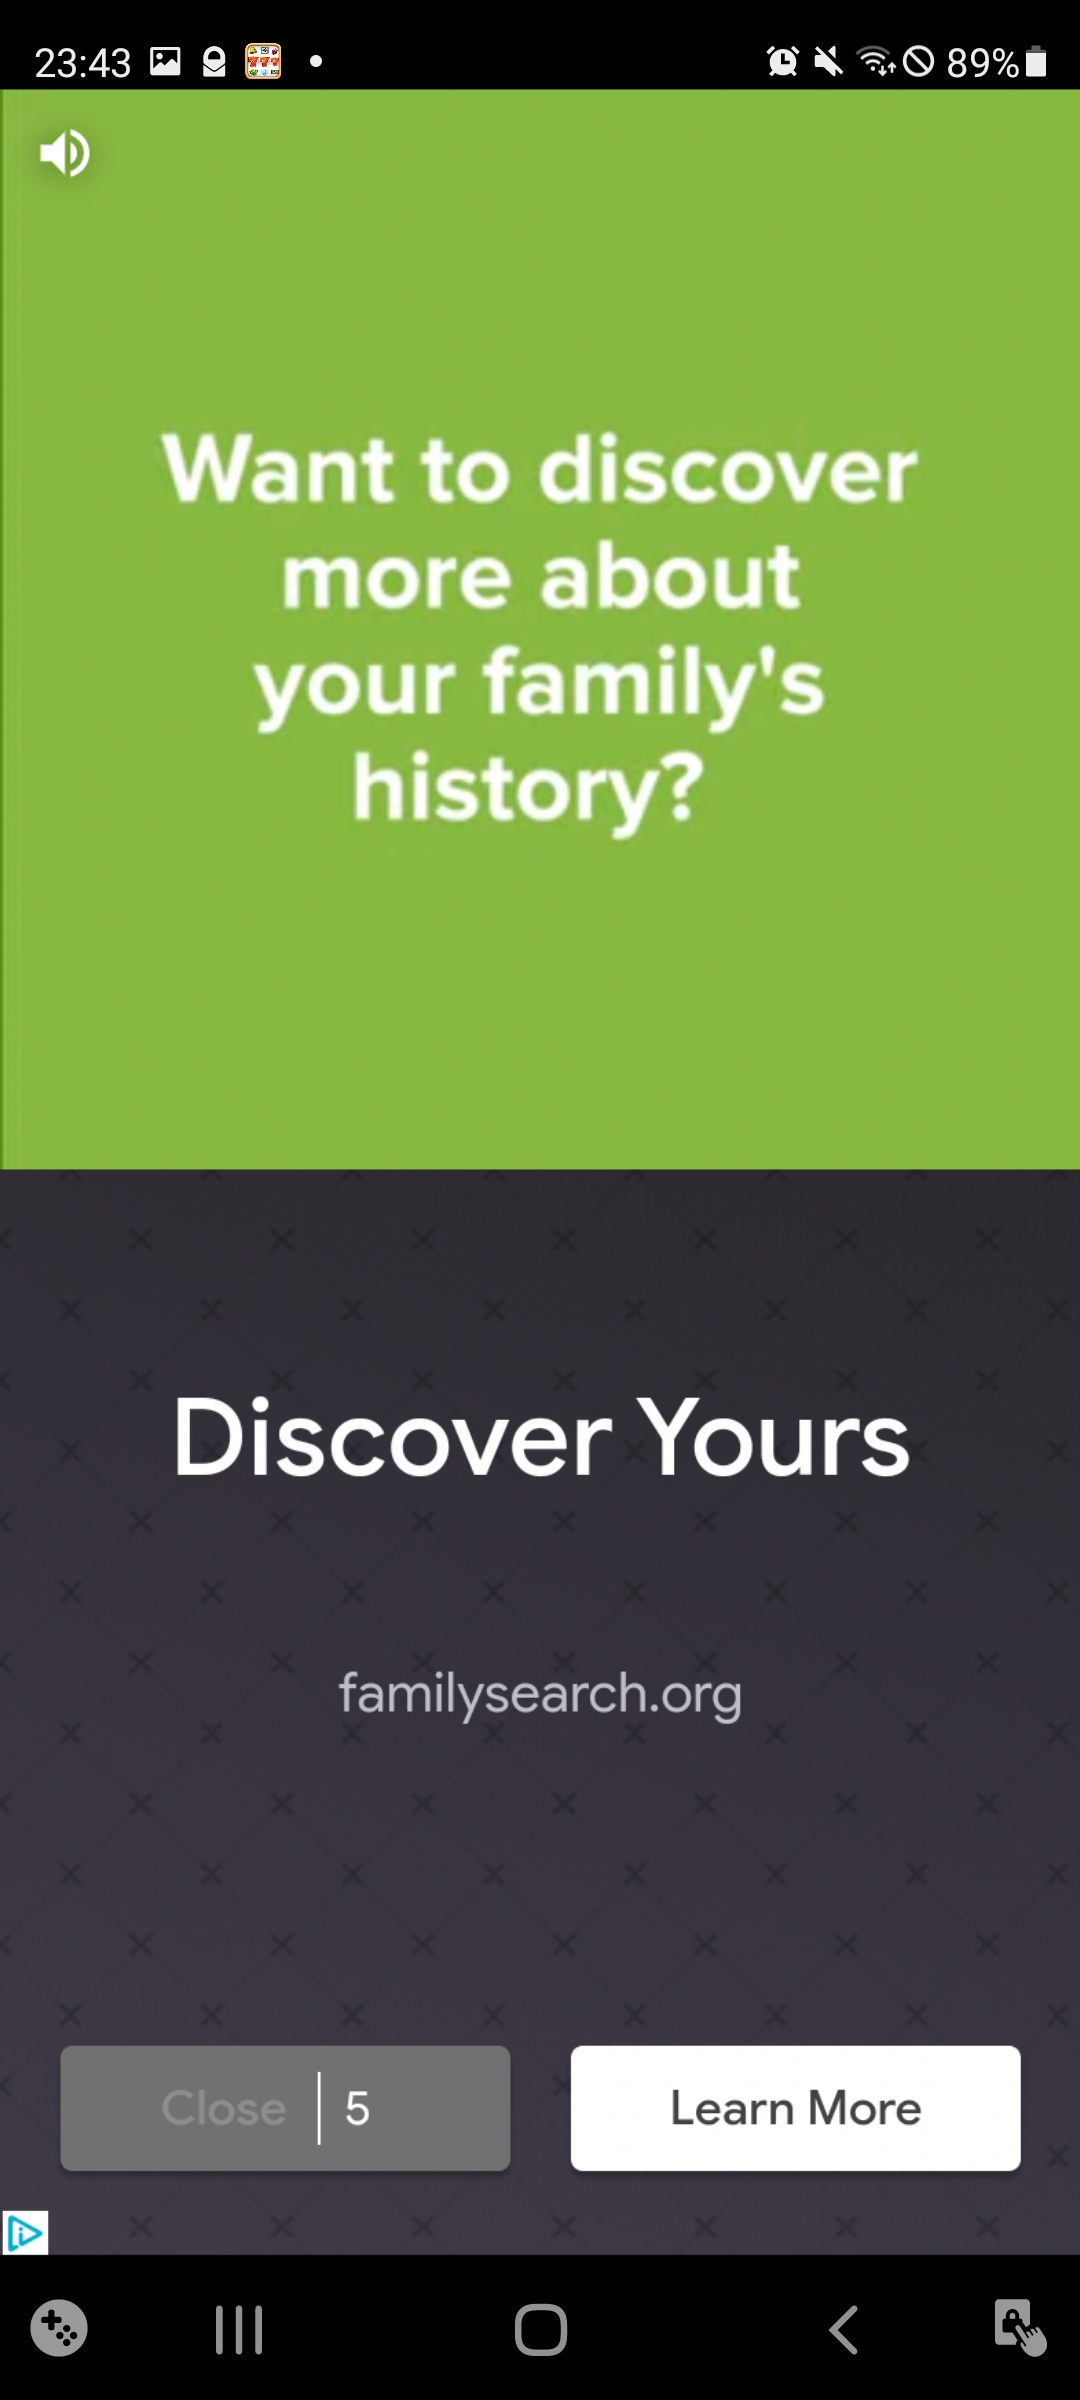 23:43
89%
Want to discover
more about
your family's
history?
Discover Yours
familysearch.org
Close | 5
Learn More